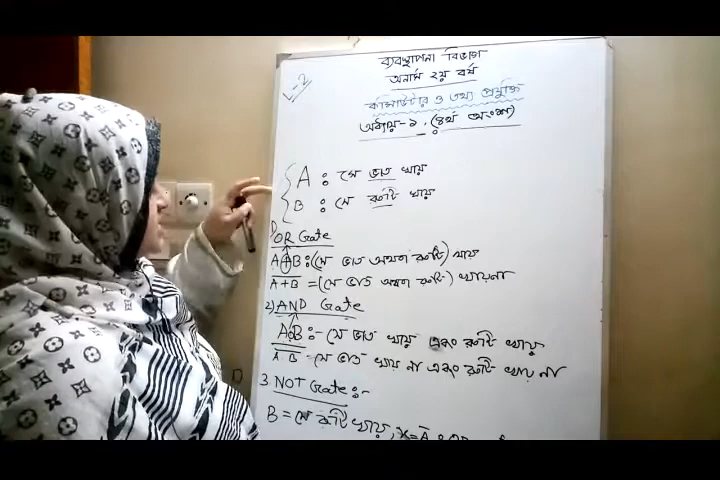 L-2
ব্যবস্থাপনা বিভাগ
অনার্স ২য় বর্ষ
কম্পিউটার ও তথ্য প্রযুক্তি
অধ্যায়-১ (৪র্থ অংশ)
A : সে ভাত খায়
B : সে রুটি খায়
1) OR Gate
A+B : (সে ভাত অথবা রুটি) খায়
A+B = (সে ভাত অথবা রুটি) খায়না
2) AND Gate
AB :- সে ভাত খায় এবং রুটি খায়
A B = সে ভাত খায় না এবং রুটি খায় না
3 NOT Gate :-
B = সে রুটি খায়, X = A